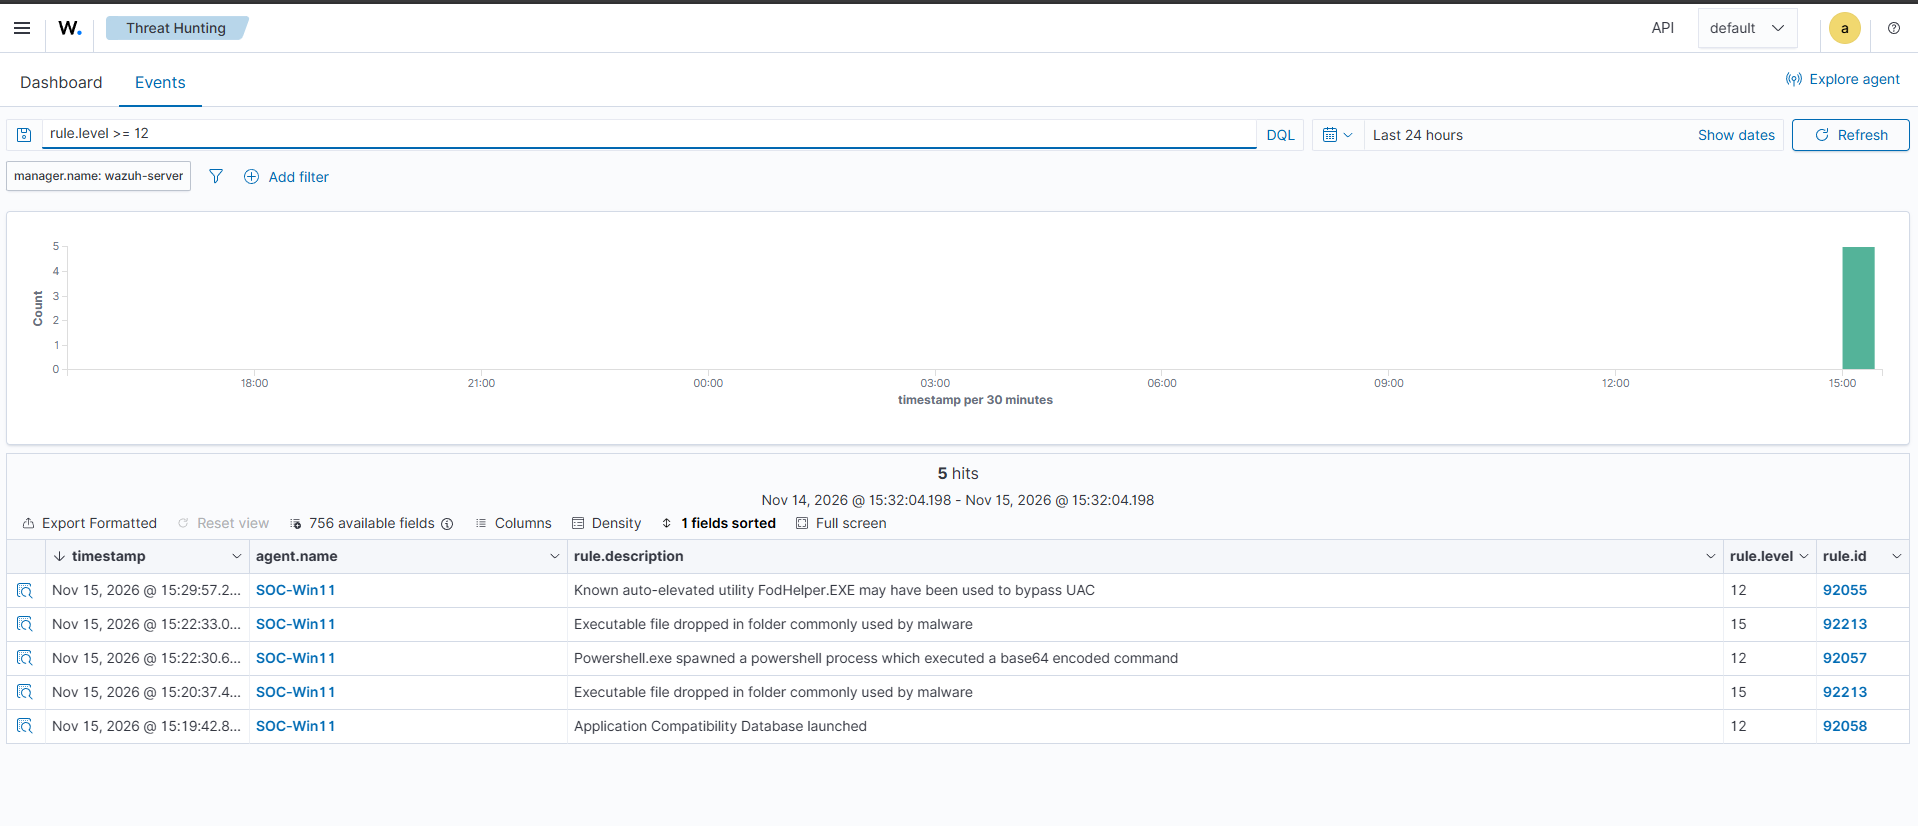 W. Threat Hunting API default a
Dashboard Events Explore agent
rule.level >= 12 DQL Last 24 hours Show dates Refresh
manager.name: wazuh-server Add filter
5
4
3
2
1
0
Count
18:00 21:00 00:00 03:00 06:00 09:00 12:00 15:00
timestamp per 30 minutes
5 hits
Nov 14, 2026 @ 15:32:04.198 - Nov 15, 2026 @ 15:32:04.198
Export Formatted Reset view 756 available fields Columns Density 1 fields sorted Full screen
timestamp agent.name rule.description rule.level rule.id
Nov 15, 2026 @ 15:29:57.2... SOC-Win11 Known auto-elevated utility FodHelper.EXE may have been used to bypass UAC 12 92055
Nov 15, 2026 @ 15:22:33.0... SOC-Win11 Executable file dropped in folder commonly used by malware 15 92213
Nov 15, 2026 @ 15:22:30.6... SOC-Win11 Powershell.exe spawned a powershell process which executed a base64 encoded command 12 92057
Nov 15, 2026 @ 15:20:37.4... SOC-Win11 Executable file dropped in folder commonly used by malware 15 92213
Nov 15, 2026 @ 15:19:42.8... SOC-Win11 Application Compatibility Database launched 12 92058